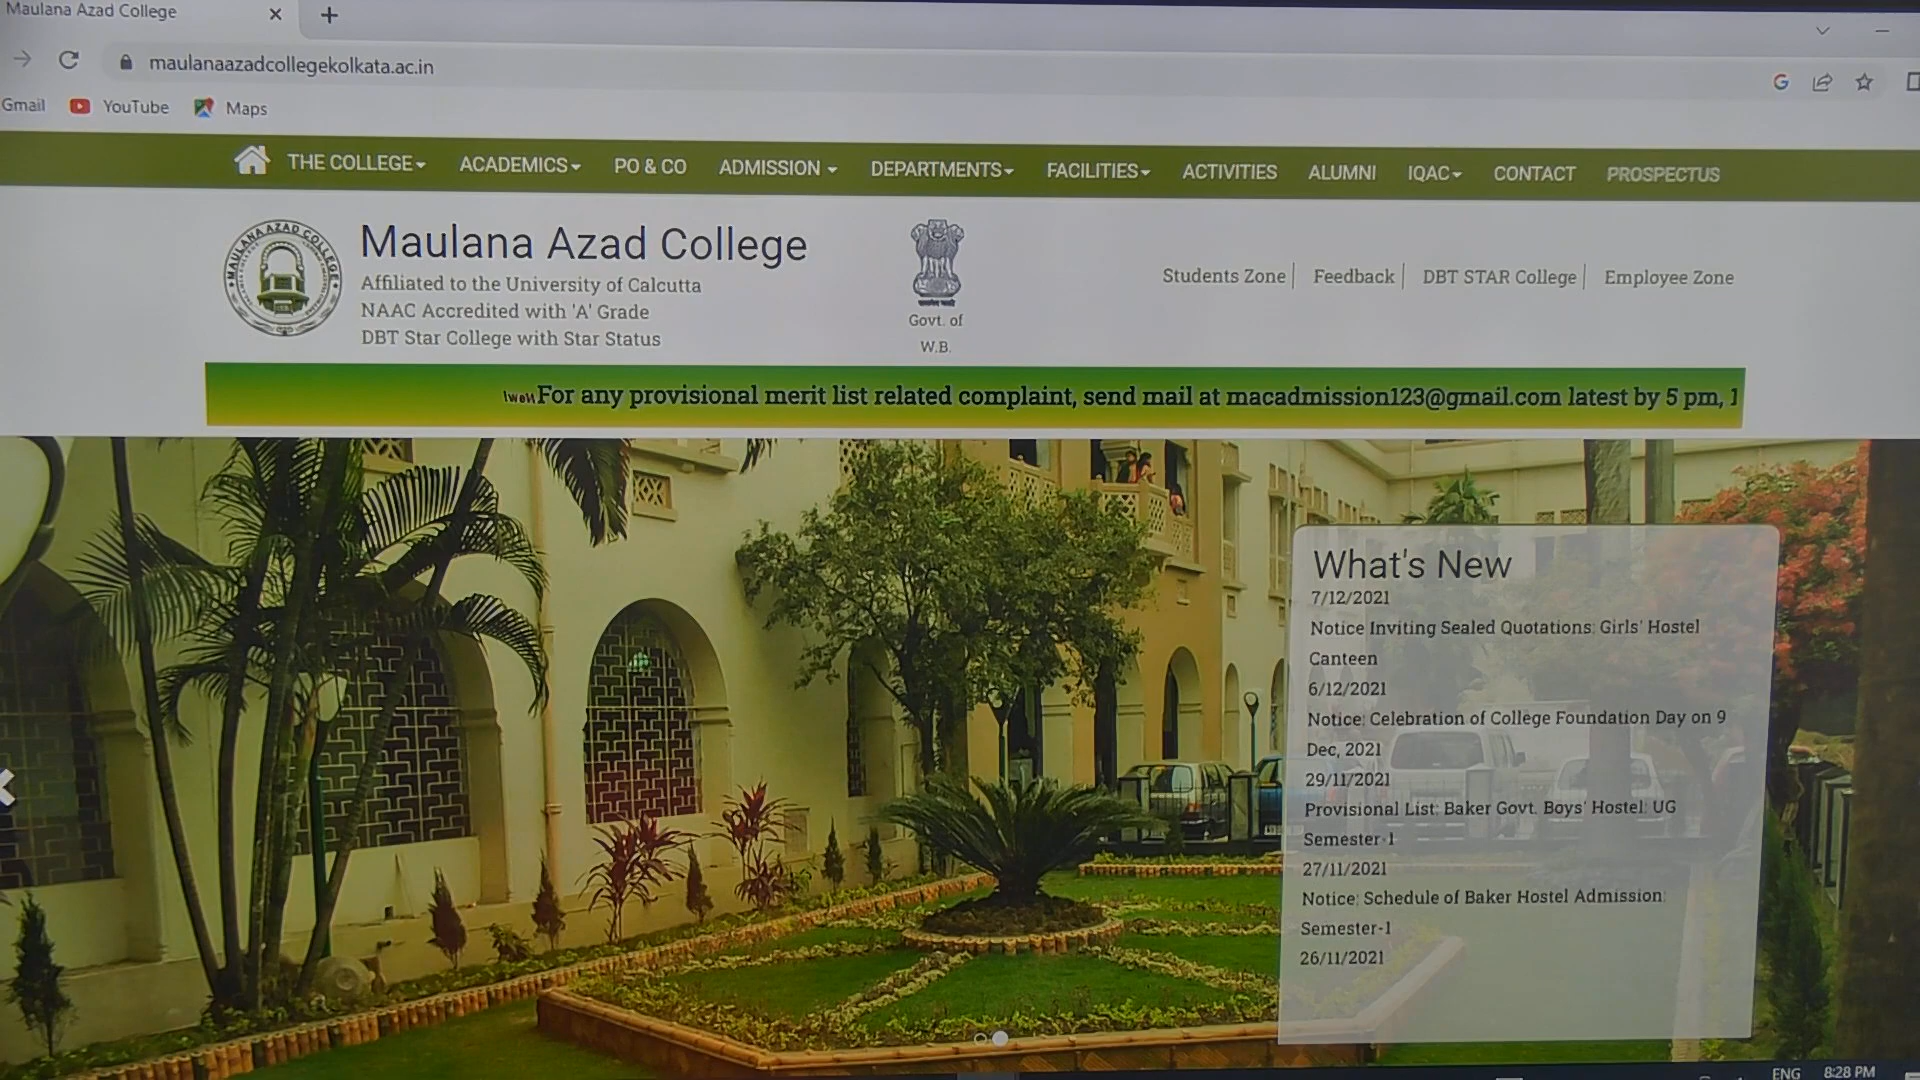 Maulana Azad College
maulanaazadcollegekolkata.ac.in
Gmail YouTube Maps
THE COLLEGE ACADEMICS PO & CO ADMISSION DEPARTMENTS FACILITIES ACTIVITIES ALUMNI IQAC CONTACT PROSPECTUS
MAULANA AZAD COLLEGE
Maulana Azad College
Affiliated to the University of Calcutta
NAAC Accredited with 'A' Grade
DBT Star College with Star Status
Govt. of
W.B.
Students Zone Feedback DBT STAR College Employee Zone
For any provisional merit list related complaint, send mail at macadmission123@gmail.com latest by 5 pm, 1
What's New
7/12/2021
Notice Inviting Sealed Quotations: Girls' Hostel
Canteen
6/12/2021
Notice: Celebration of College Foundation Day on 9
Dec, 2021
29/11/2021
Provisional List: Baker Govt. Boys' Hostel: UG
Semester-1
27/11/2021
Notice: Schedule of Baker Hostel Admission:
Semester-1
26/11/2021
ENG 8:28 PM